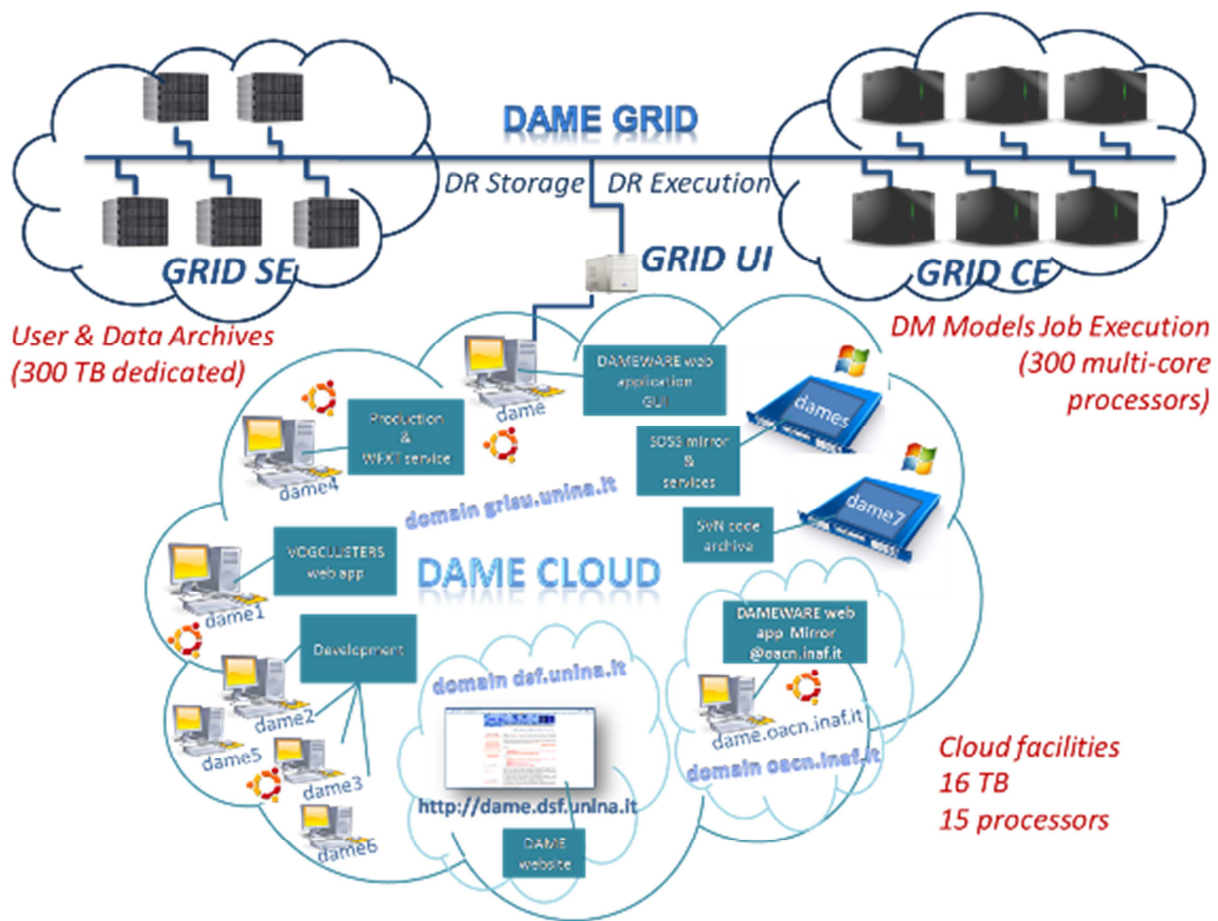 DAME GRID
DR Storage
DR Execution
GRID SE
GRID UI
GRID CE
User & Data Archives
(300 TB dedicated)
DM Models Job Execution
(300 multi-core
processors)
dame
DAMEWARE web
application
GUI
dames
Production
&
WFXT service
dame4
SDSS mirror
&
services
domain grisu.unina.it
dame7
SVN code
archive
VOGCLUSTERS
web app
DAME CLOUD
dame1
DAMEWARE web
app Mirror
@oacn.inaf.it
Development
domain dsf.unina.it
dame2
dame5
dame3
dame6
dame.oacn.inaf.it
domain oacn.inaf.it
http://dame.dsf.unina.it
DAME
website
Cloud facilities
16 TB
15 processors